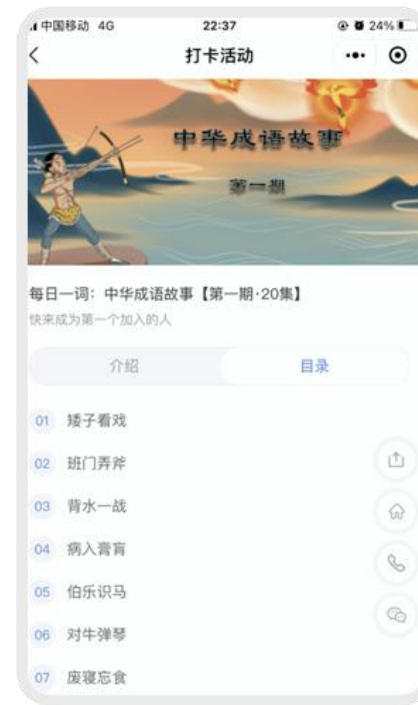 中国移动 4G 22:37 24%
打卡活动
中华成语故事
第一期
每日一词：中华成语故事【第一期·20集】
快来成为第一个加入的人
介绍 目录
01 矮子看戏
02 班门弄斧
03 背水一战
04 病入膏肓
05 伯乐识马
06 对牛弹琴
07 废寝忘食